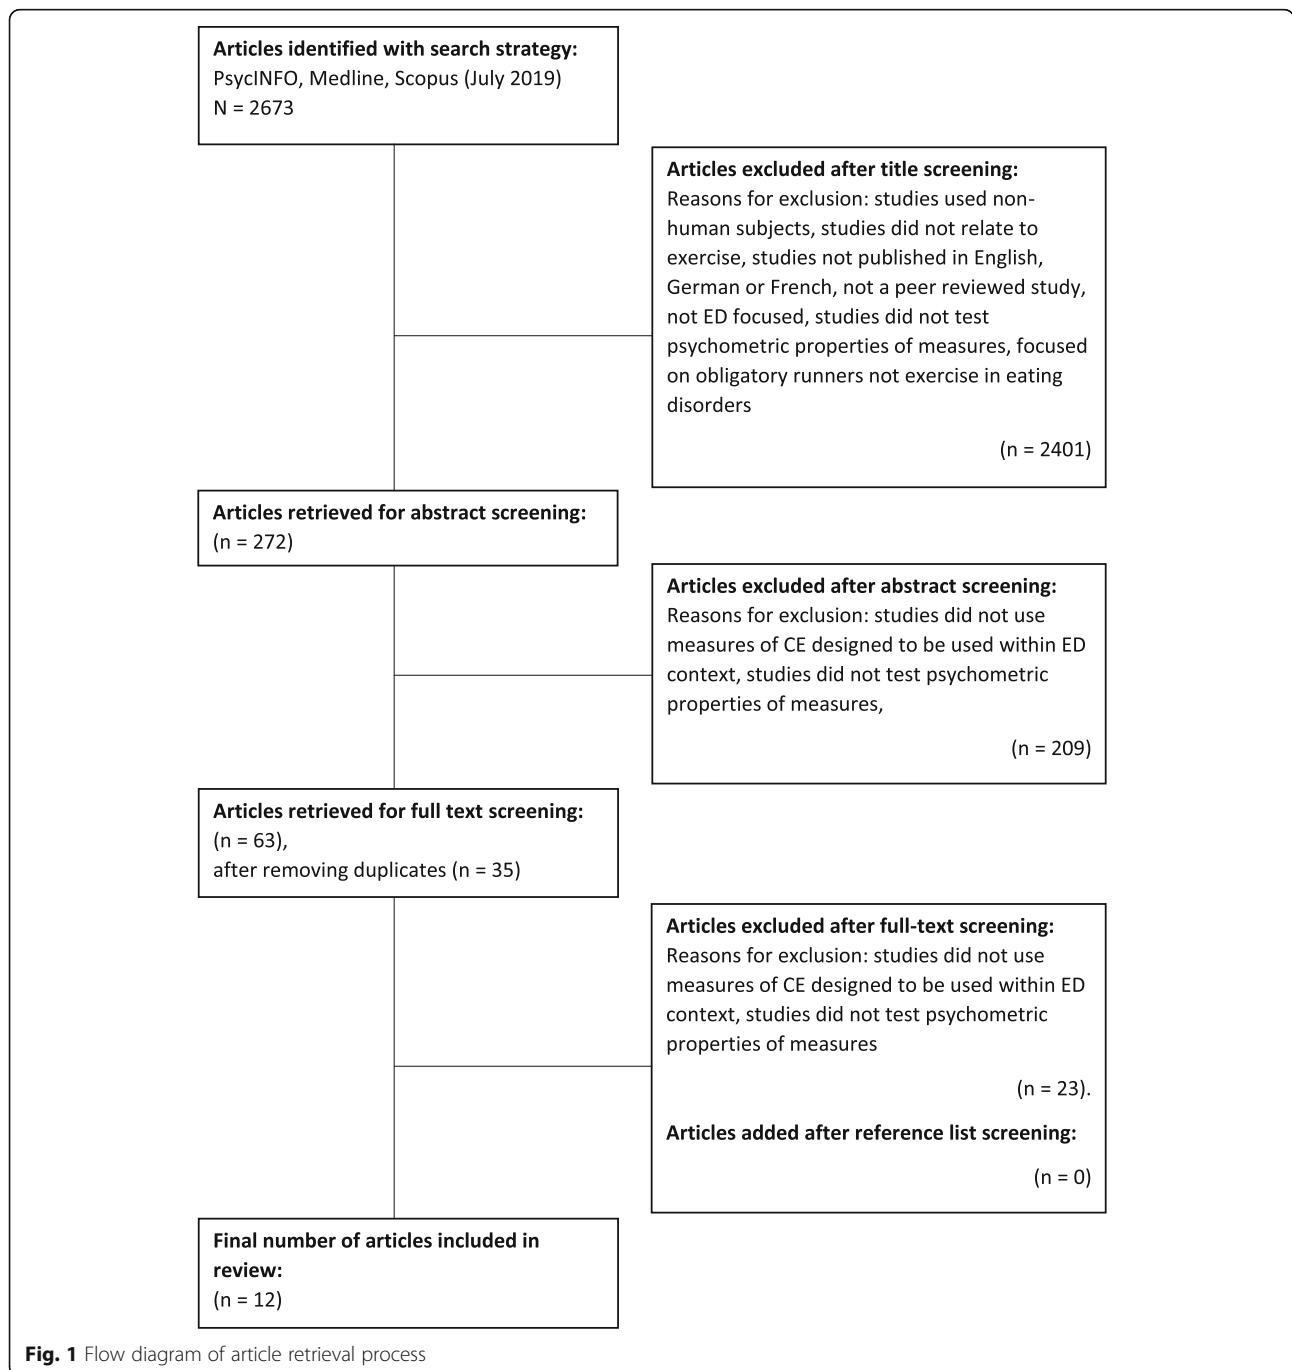 Articles identified with search strategy:
PsycINFO, Medline, Scopus (July 2019)
N = 2673
Articles excluded after title screening:
Reasons for exclusion: studies used non-
human subjects, studies did not relate to
exercise, studies not published in English,
German or French, not a peer reviewed study,
not ED focused, studies did not test
psychometric properties of measures, focused
on obligatory runners not exercise in eating
disorders
(n = 2401)
Articles retrieved for abstract screening:
(n = 272)
Articles excluded after abstract screening:
Reasons for exclusion: studies did not use
measures of CE designed to be used within ED
context, studies did not test psychometric
properties of measures,
(n = 209)
Articles retrieved for full text screening:
(n = 63),
after removing duplicates (n = 35)
Articles excluded after full-text screening:
Reasons for exclusion: studies did not use
measures of CE designed to be used within ED
context, studies did not test psychometric
properties of measures
(n = 23).
Articles added after reference list screening:
(n = 0)
Final number of articles included in
review:
(n = 12)
Fig. 1 Flow diagram of article retrieval process